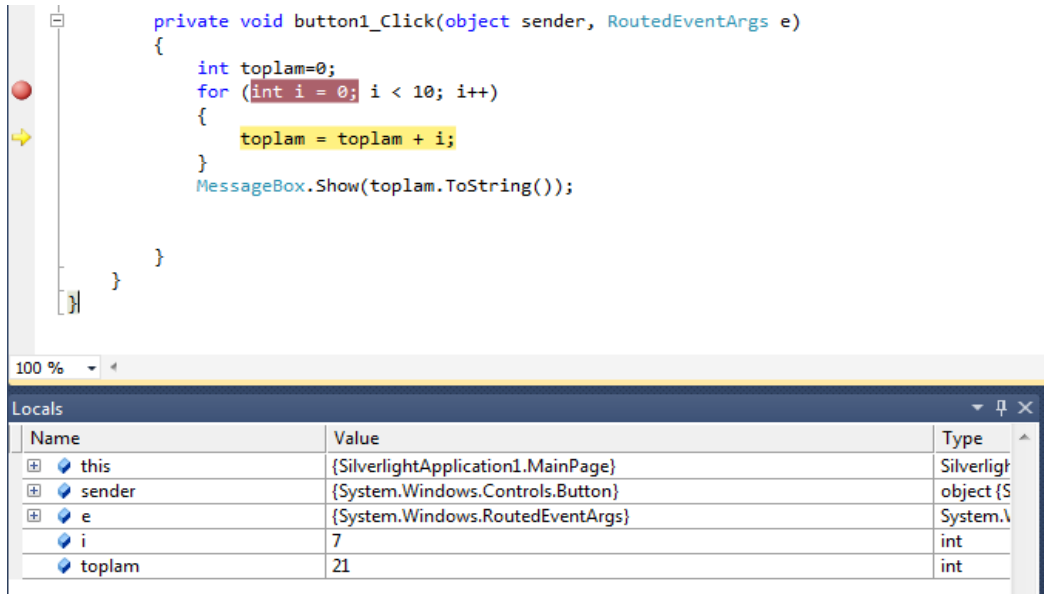 private void button1_Click(object sender, RoutedEventArgs e)
{
int toplam=0;
for (int i = 0; i < 10; i++)
{
toplam = toplam + i;
}
MessageBox.Show(toplam.ToString());
}
}
}
100 %
Locals
Name Value Type
this {SilverlightApplication1.MainPage} Silverligh
sender {System.Windows.Controls.Button} object {S
e {System.Windows.RoutedEventArgs} System.
i 7 int
toplam 21 int